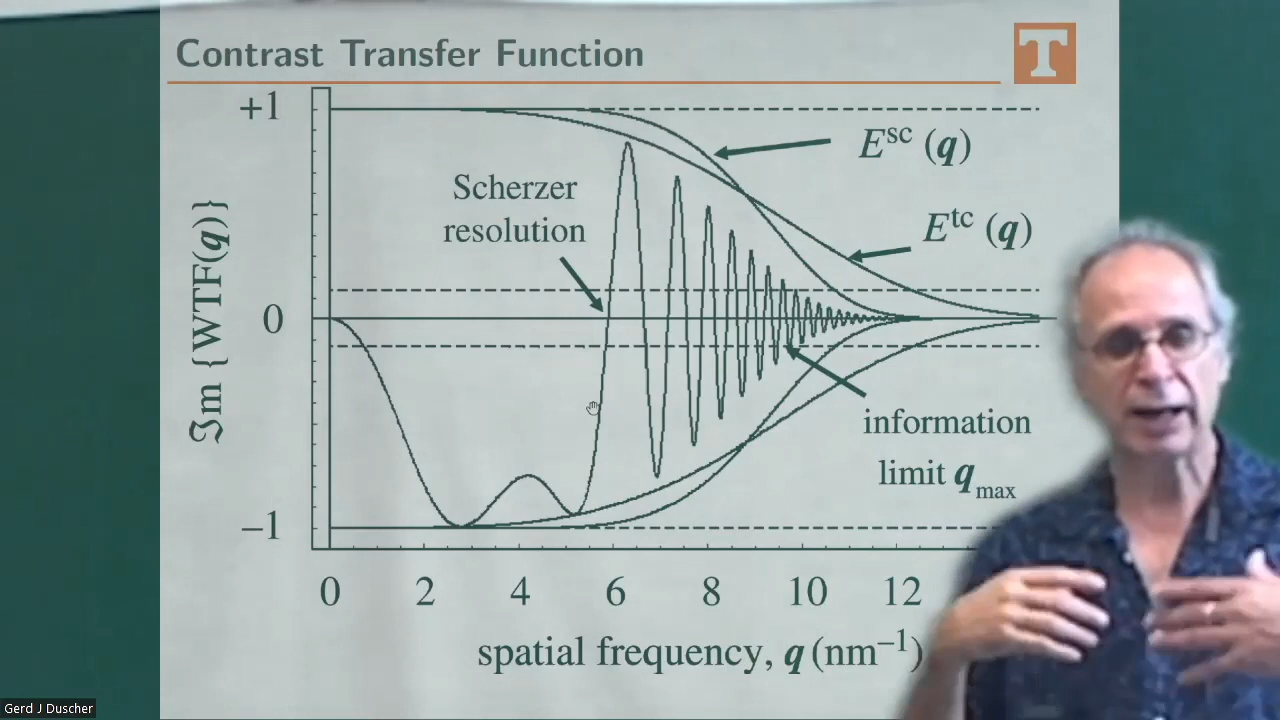 Contrast Transfer Function
T
+1
0
−1
ℑm {WTF(q)}
Scherzer
resolution
E^sc (q)
E^tc (q)
information
limit q_max
0 2 4 6 8 10 12
spatial frequency, q (nm⁻¹)
Gerd J Duscher